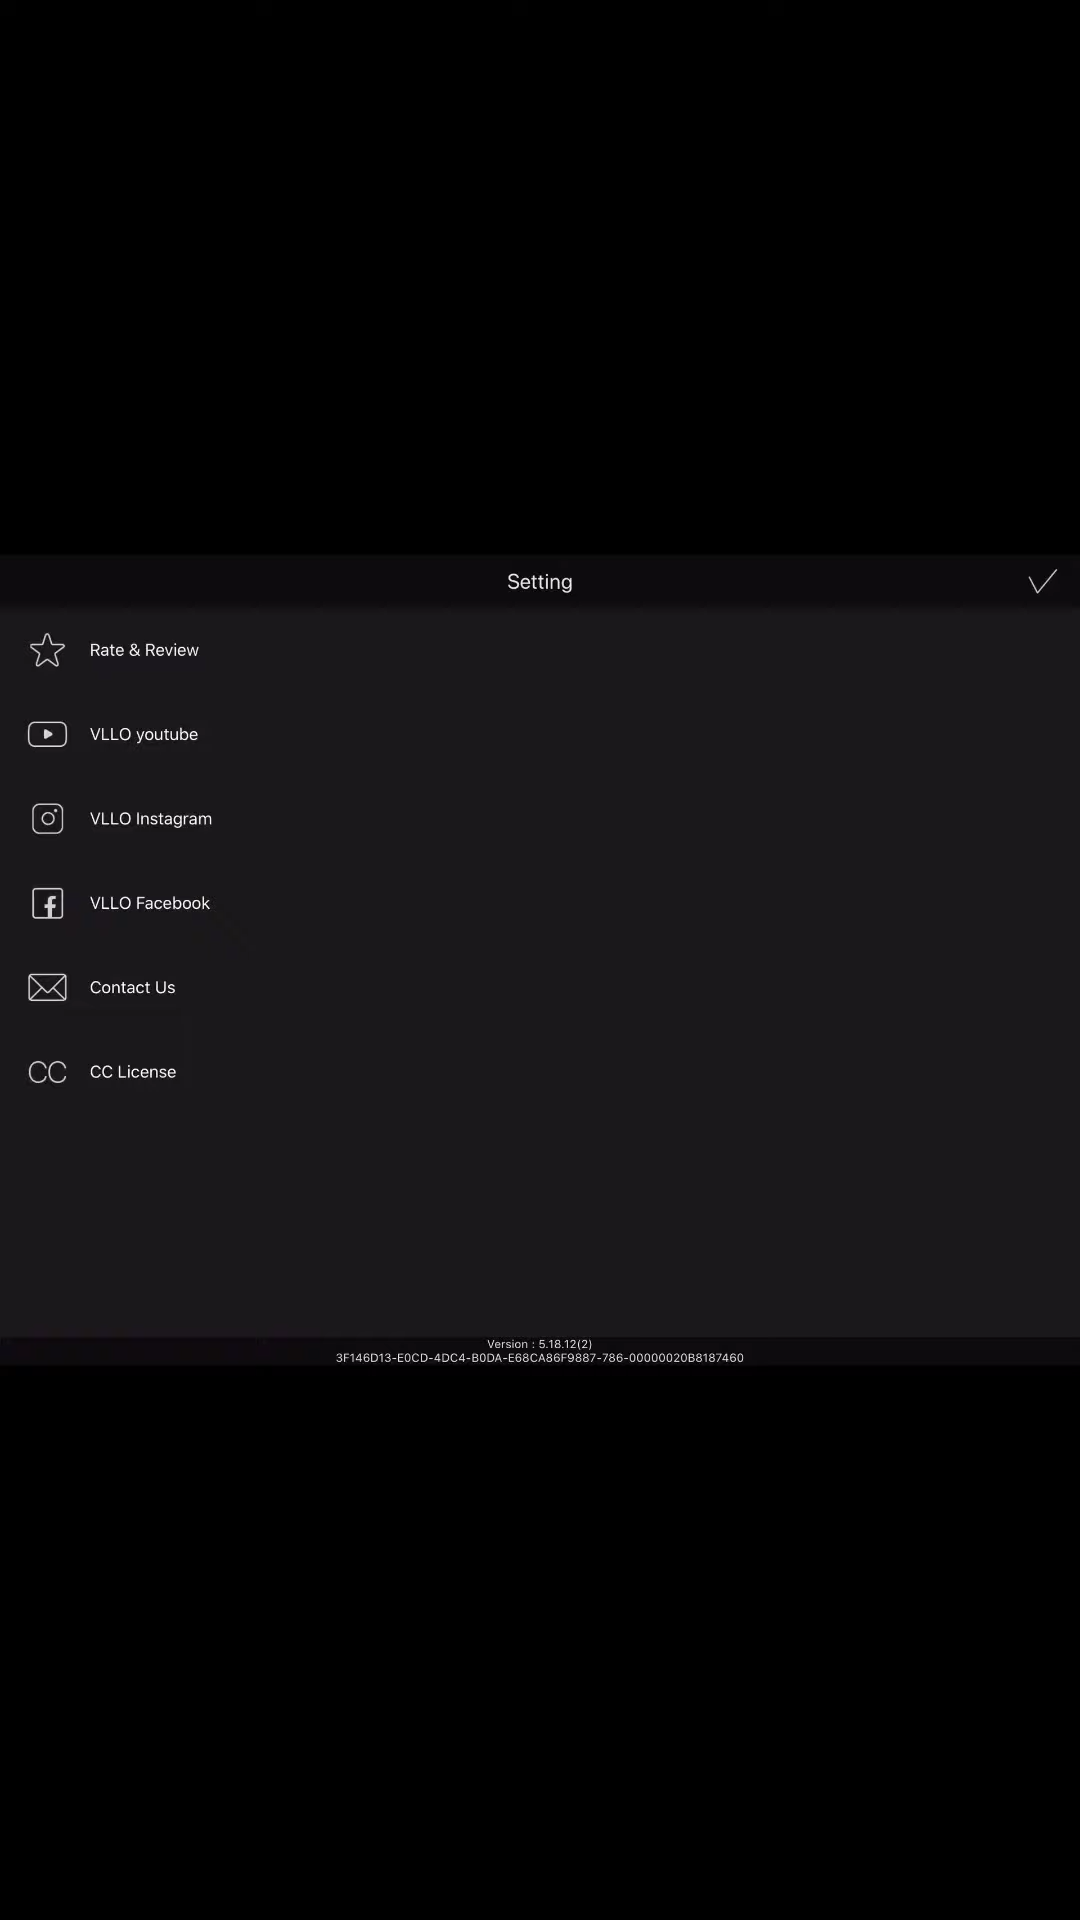 Setting
Rate & Review
VLLO youtube
VLLO Instagram
VLLO Facebook
Contact Us
CC CC License
Version : 5.18.12(2)
3F146D13-E0CD-4DC4-B0DA-E68CA86F9887-786-00000020B8187460